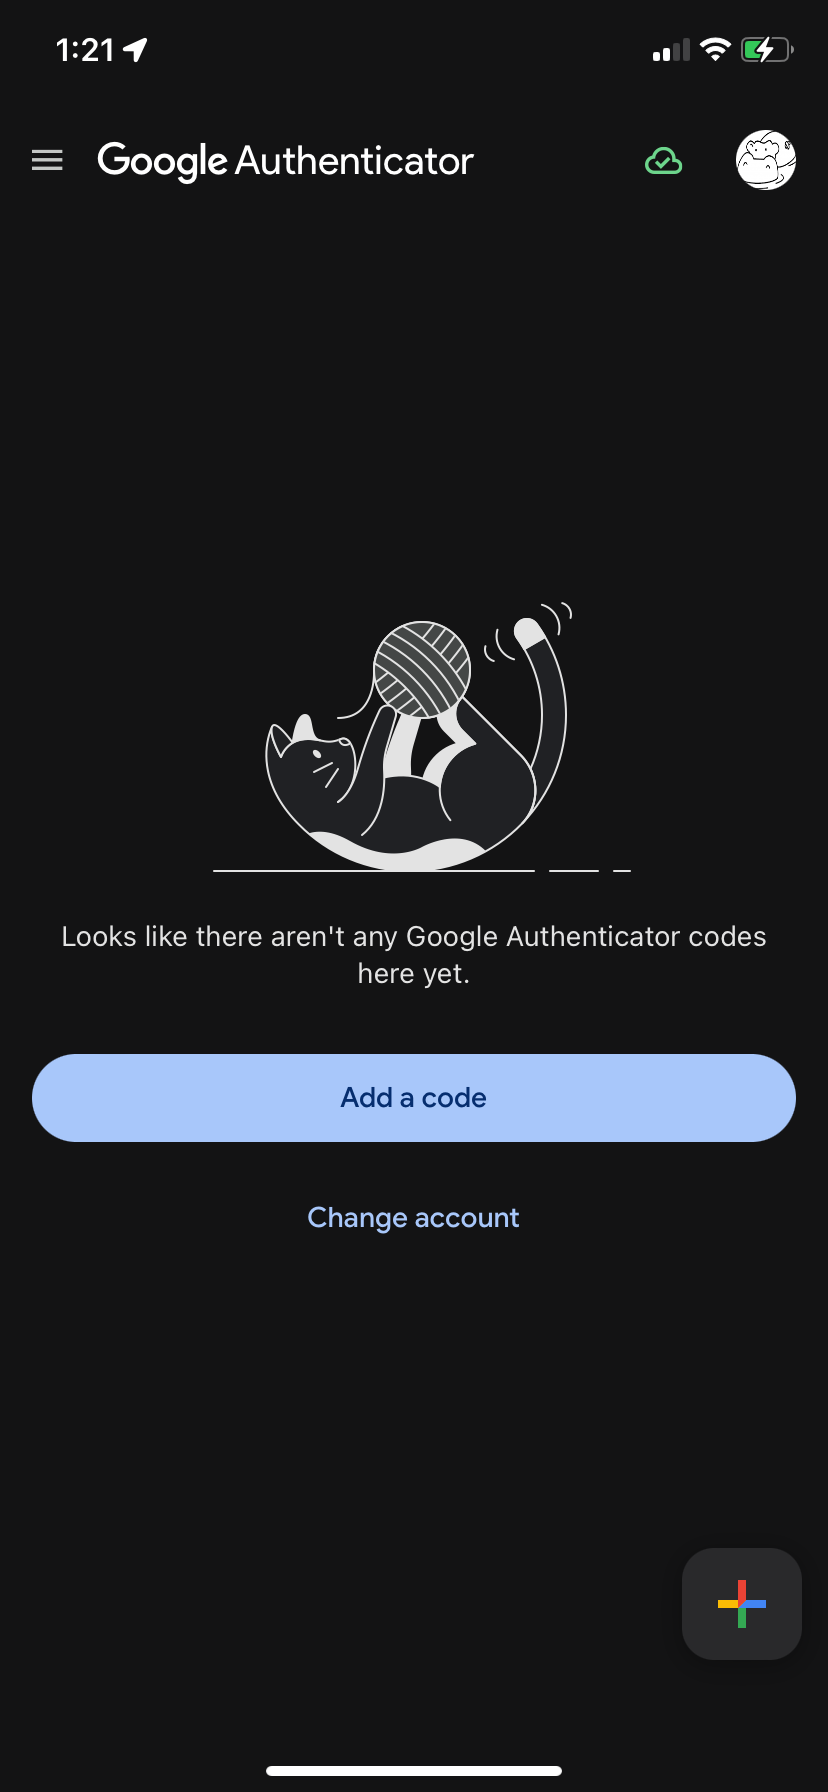 1:21
Google Authenticator
Looks like there aren't any Google Authenticator codes
here yet.
Add a code
Change account